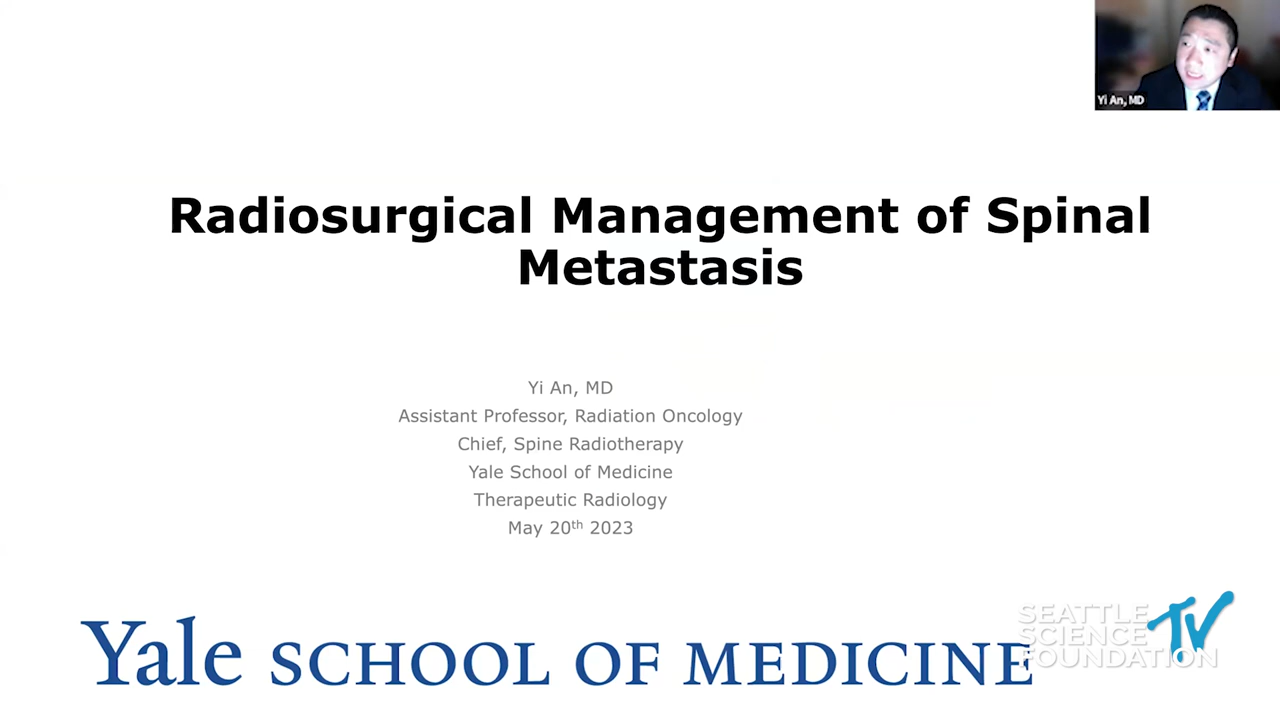 Yi An, MD
Radiosurgical Management of Spinal
Metastasis
Yi An, MD
Assistant Professor, Radiation Oncology
Chief, Spine Radiotherapy
Yale School of Medicine
Therapeutic Radiology
May 20th 2023
Yale SCHOOL OF MEDICINE
SEATTLE
SCIENCE
FOUNDATION
TV